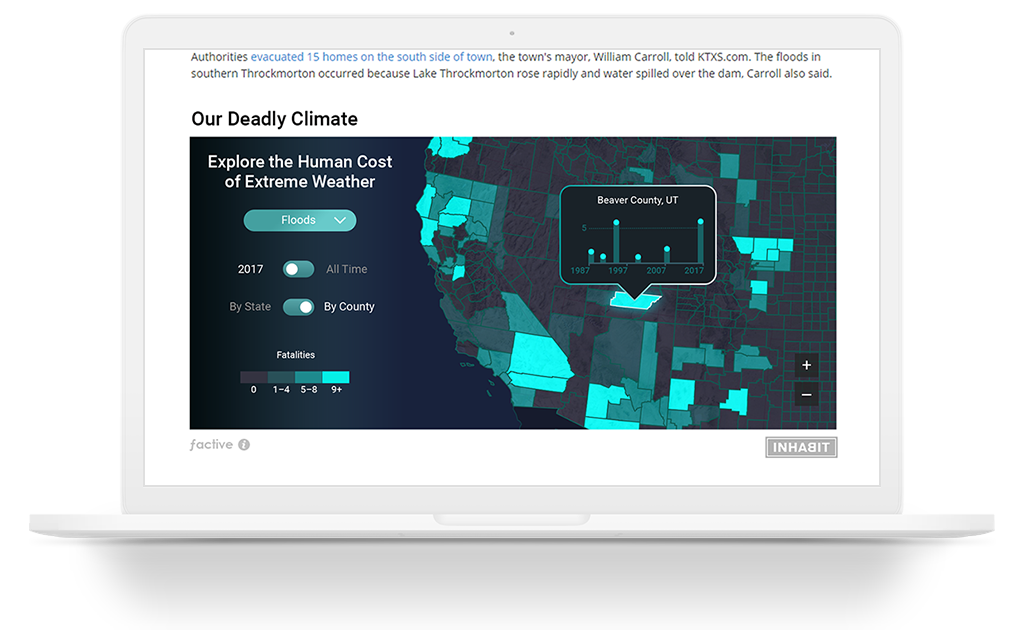 Authorities evacuated 15 homes on the south side of town, the town's mayor, William Carroll, told KTXS.com. The floods in
southern Throckmorton occurred because Lake Throckmorton rose rapidly and water spilled over the dam, Carroll also said.
Our Deadly Climate
Explore the Human Cost
of Extreme Weather
Floods
2017 All Time
By State By County
Fatalities
0 1–4 5–8 9+
Beaver County, UT
5
1987 1997 2007 2017
+
−
factive i
INHABIT